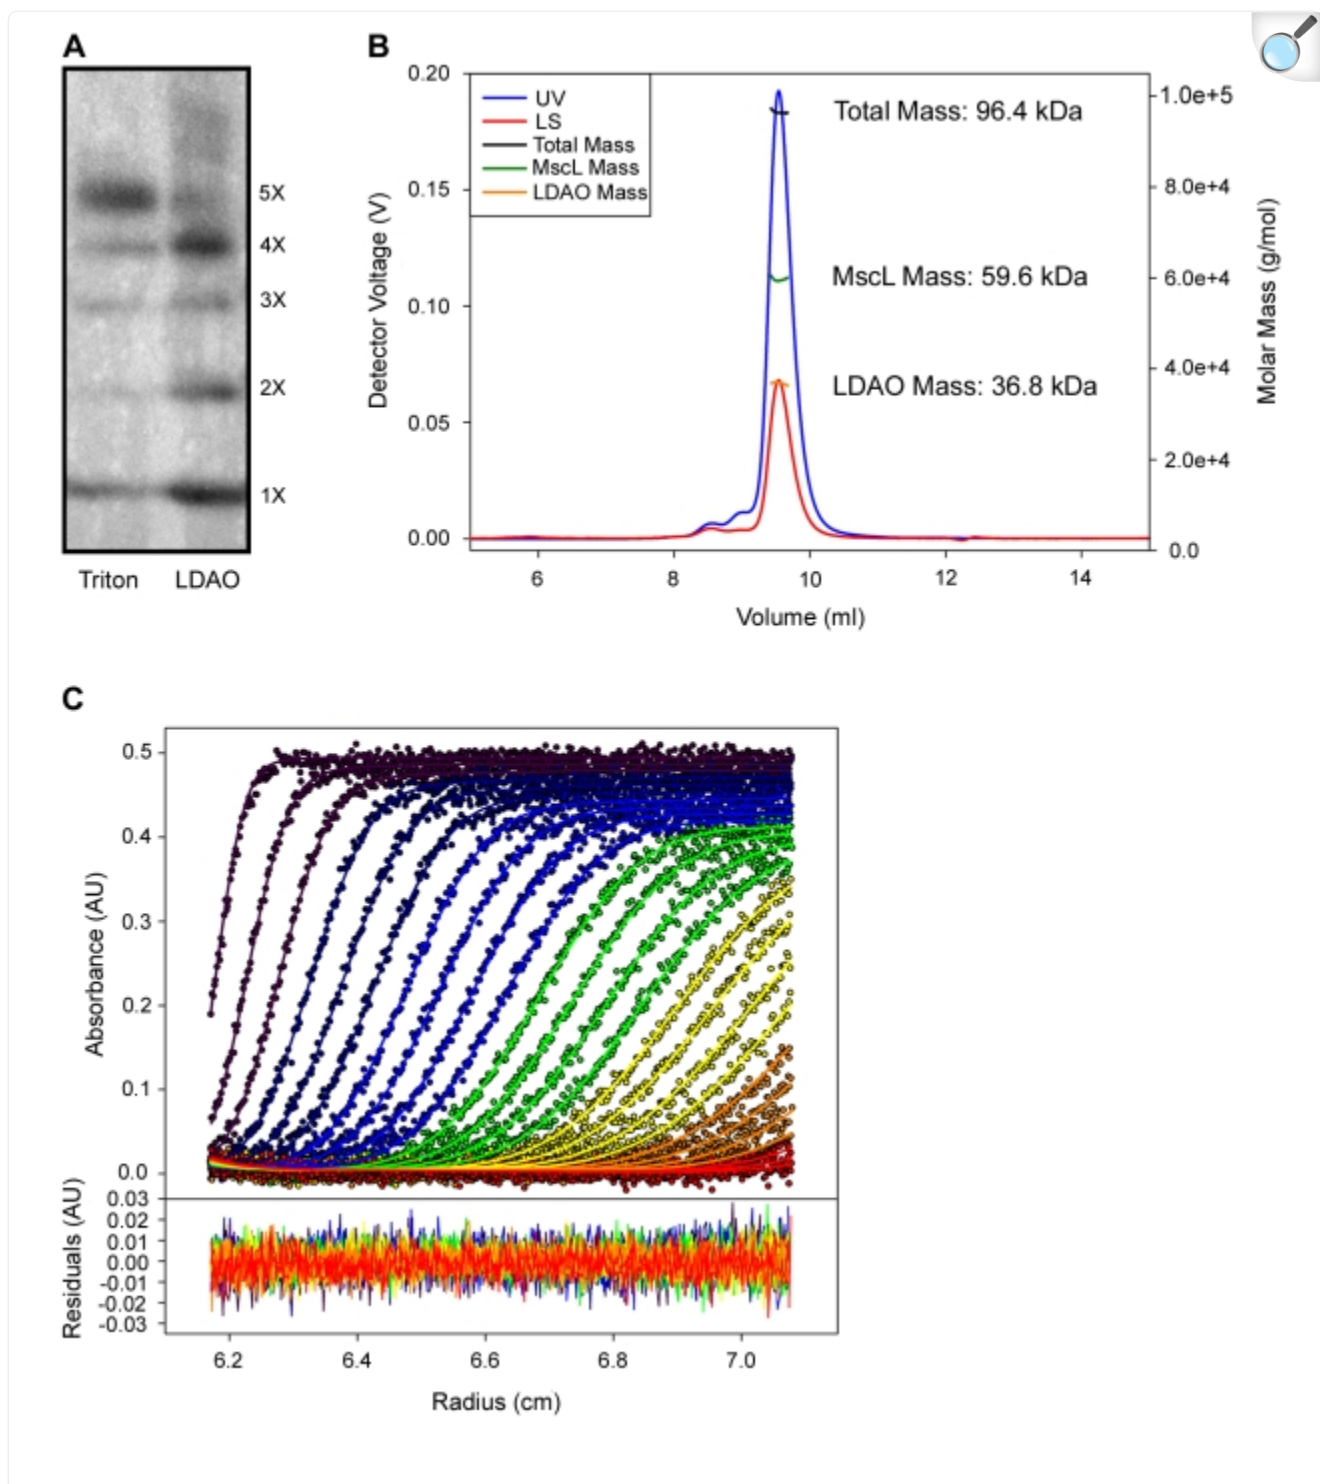 A
5X
4X
3X
2X
1X
Triton LDAO
B
UV
LS
Total Mass
MscL Mass
LDAO Mass
Total Mass: 96.4 kDa
MscL Mass: 59.6 kDa
LDAO Mass: 36.8 kDa
Detector Voltage (V)
0.20
0.15
0.10
0.05
0.00
1.0e+5
8.0e+4
6.0e+4
4.0e+4
2.0e+4
0.0
Molar Mass (g/mol)
6 8 10 12 14
Volume (ml)
C
Absorbance (AU)
0.5
0.4
0.3
0.2
0.1
0.0
Residuals (AU)
0.03
0.02
0.01
0.00
-0.01
-0.02
-0.03
6.2 6.4 6.6 6.8 7.0
Radius (cm)